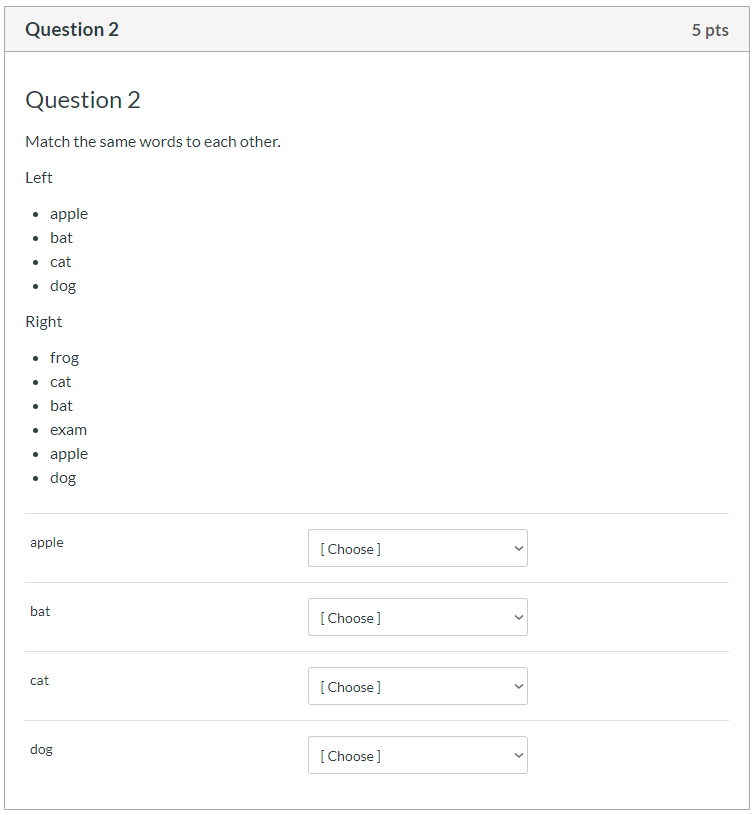 Question 2
5 pts
Question 2
Match the same words to each other.
Left
apple
bat
cat
dog
Right
frog
cat
bat
exam
apple
dog
apple [ Choose ]
bat [ Choose ]
cat [ Choose ]
dog [ Choose ]